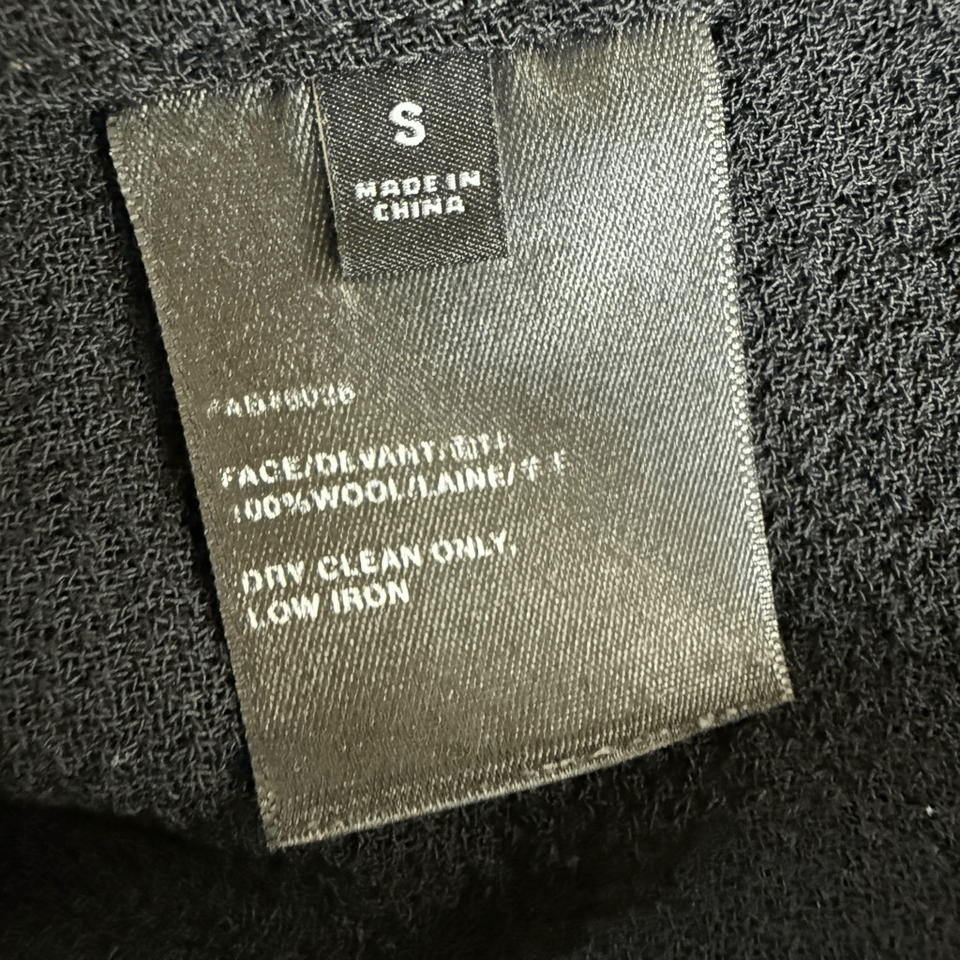 S
MADE IN
CHINA
FACE/DEVANT/
100%WOOL/LAINE/
DRY CLEAN ONLY,
LOW IRON